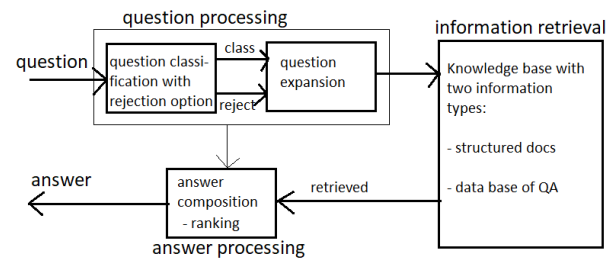 question processing
information retrieval
question
question classi-
fication with
rejection option
class
reject
question
expansion
Knowledge base with
two information
types:
- structured docs
- data base of QA
answer
answer
composition
- ranking
retrieved
answer processing